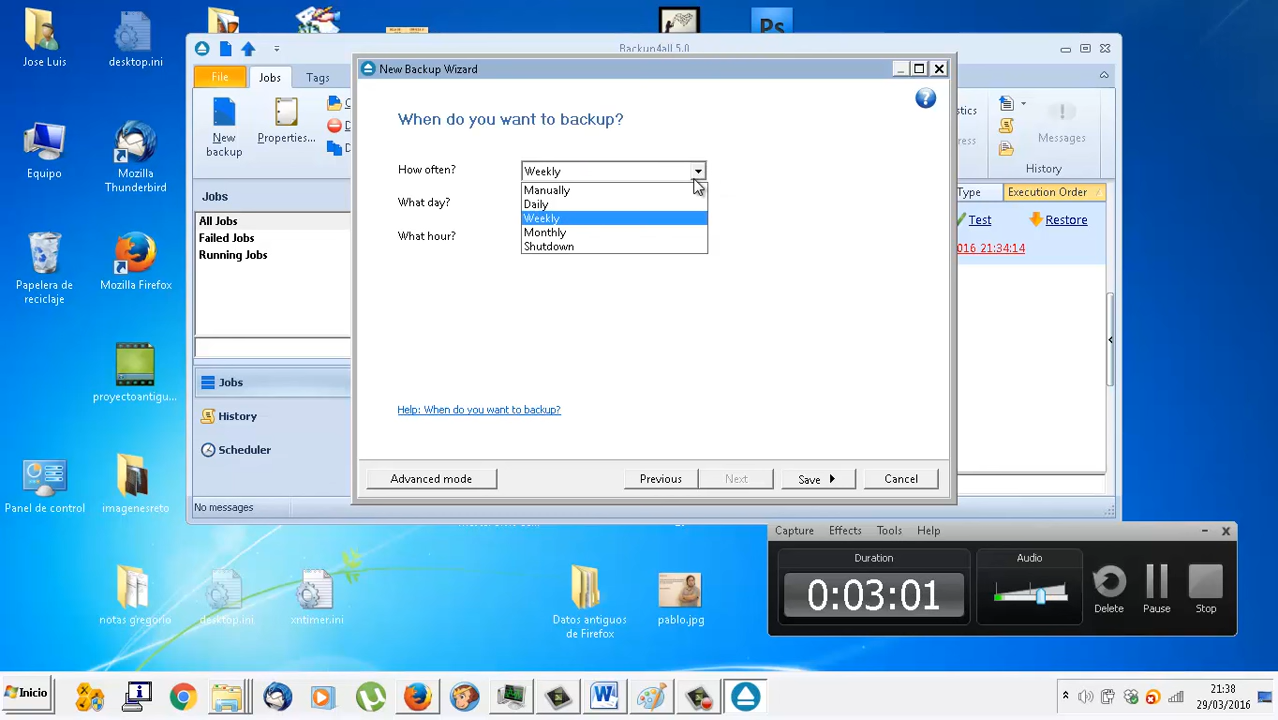 Jose Luis
desktop.ini
Ps
Equipo
Mozilla
Thunderbird
Papelera de
reciclaje
Mozilla Firefox
proyectoantigu...
Panel de control
imagenesreto
notas gregorio
desktop.ini
xntimer.ini
Datos antiguos
de Firefox
pablo.jpg
Backup4all 5.0
File
Jobs
Tags
New
backup
Properties...
Messages
History
Jobs
All Jobs
Failed Jobs
Running Jobs
Jobs
History
Scheduler
No messages
Type
Execution Order
Test
Restore
2016 21:34:14
New Backup Wizard
When do you want to backup?
How often?
Weekly
Manually
Daily
Weekly
Monthly
Shutdown
What day?
What hour?
Help: When do you want to backup?
Advanced mode
Previous
Next
Save
Cancel
Capture
Effects
Tools
Help
Duration
0:03:01
Audio
Delete
Pause
Stop
Inicio
21:38
29/03/2016